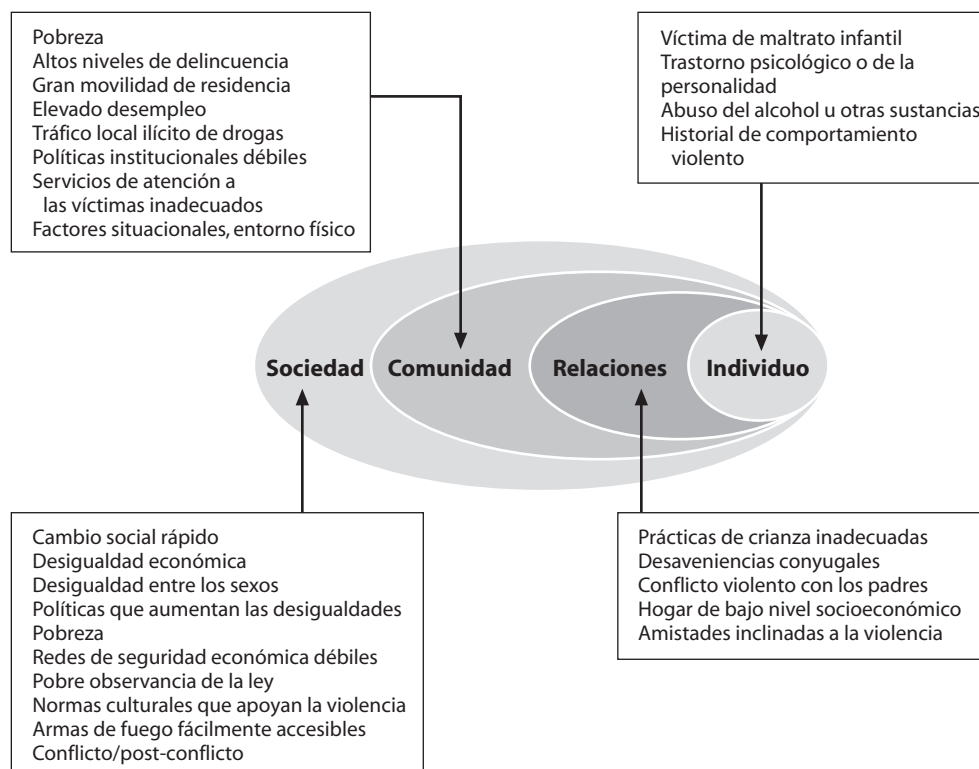 Pobreza
Altos niveles de delincuencia
Gran movilidad de residencia
Elevado desempleo
Tráfico local ilícito de drogas
Políticas institucionales débiles
Servicios de atención a
las víctimas inadecuados
Factores situacionales, entorno físico
Víctima de maltrato infantil
Trastorno psicológico o de la
personalidad
Abuso del alcohol u otras sustancias
Historial de comportamiento
violento
Sociedad Comunidad Relaciones Individuo
Cambio social rápido
Desigualdad económica
Desigualdad entre los sexos
Políticas que aumentan las desigualdades
Pobreza
Redes de seguridad económica débiles
Pobre observancia de la ley
Normas culturales que apoyan la violencia
Armas de fuego fácilmente accesibles
Conflicto/post-conflicto
Prácticas de crianza inadecuadas
Desaveniencias conyugales
Conflicto violento con los padres
Hogar de bajo nivel socioeconómico
Amistades inclinadas a la violencia